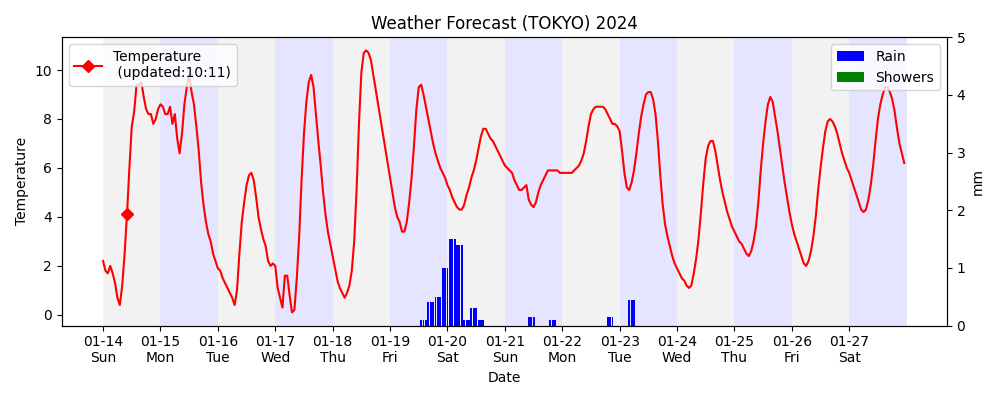 Weather Forecast (TOKYO) 2024
Temperature
(updated:10:11)
Rain
Showers
Temperature
10
8
6
4
2
0
5
4
3
2
1
0
mm
01-14 01-15 01-16 01-17 01-18 01-19 01-20 01-21 01-22 01-23 01-24 01-25 01-26 01-27
Sun Mon Tue Wed Thu Fri Sat Sun Mon Tue Wed Thu Fri Sat
Date